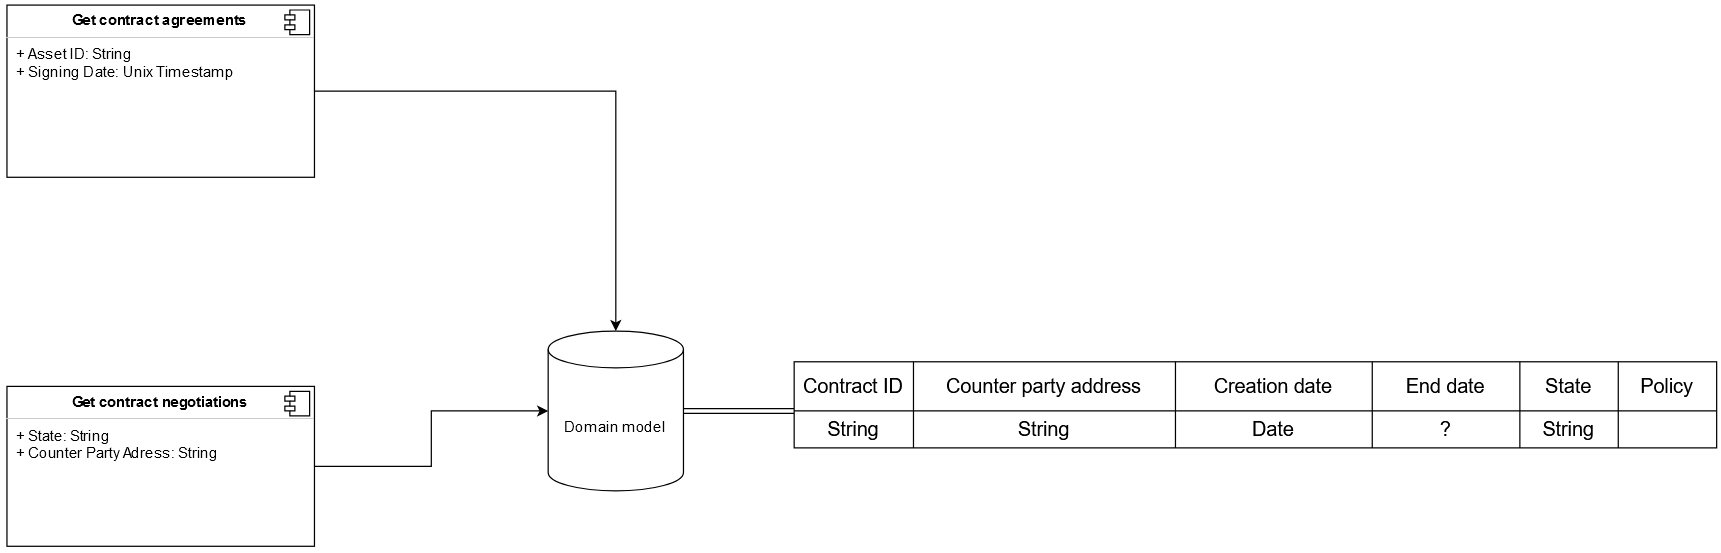 Get contract agreements
+ Asset ID: String
+ Signing Date: Unix Timestamp
Get contract negotiations
+ State: String
+ Counter Party Adress: String
Domain model
Contract ID Counter party address Creation date End date State Policy
String String Date ? String